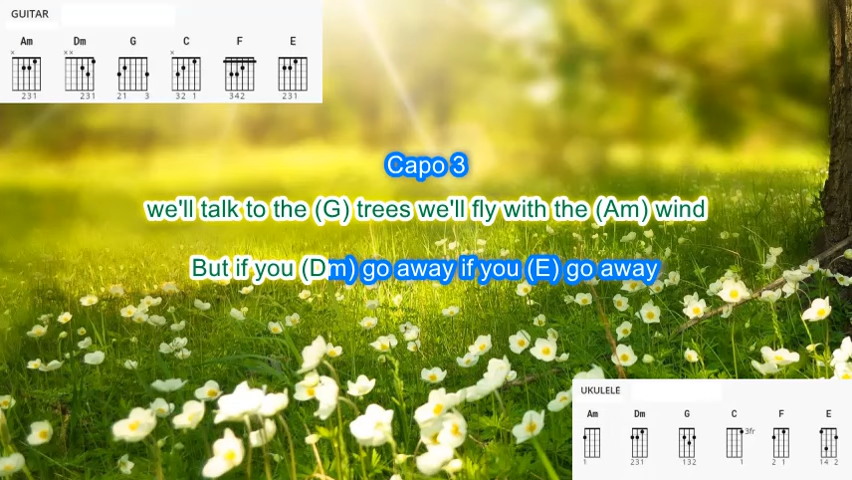 GUITAR
Am Dm G C F E
x xx x
231 231 21 3 32 1 342 231
Capo 3
we'll talk to the (G) trees we'll fly with the (Am) wind
But if you (Dm) go away if you (E) go away
UKULELE
Am Dm G C F E
3fr
1 231 132 1 2 1 14 2